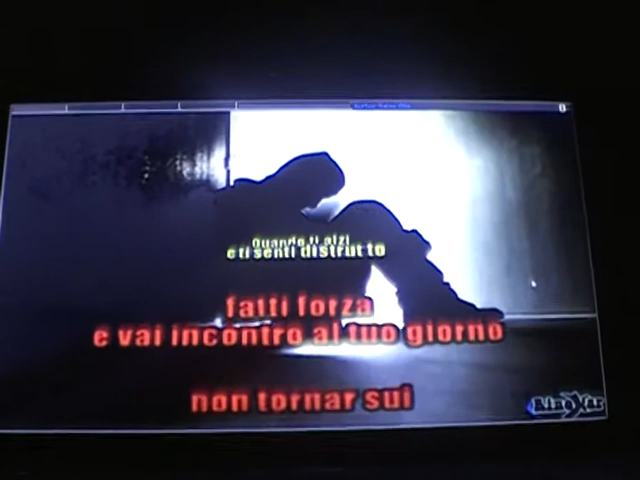 Quando ti alzi
e ti senti distrutto
fatti forza
e vai incontro al tuo giorno
non tornar sui